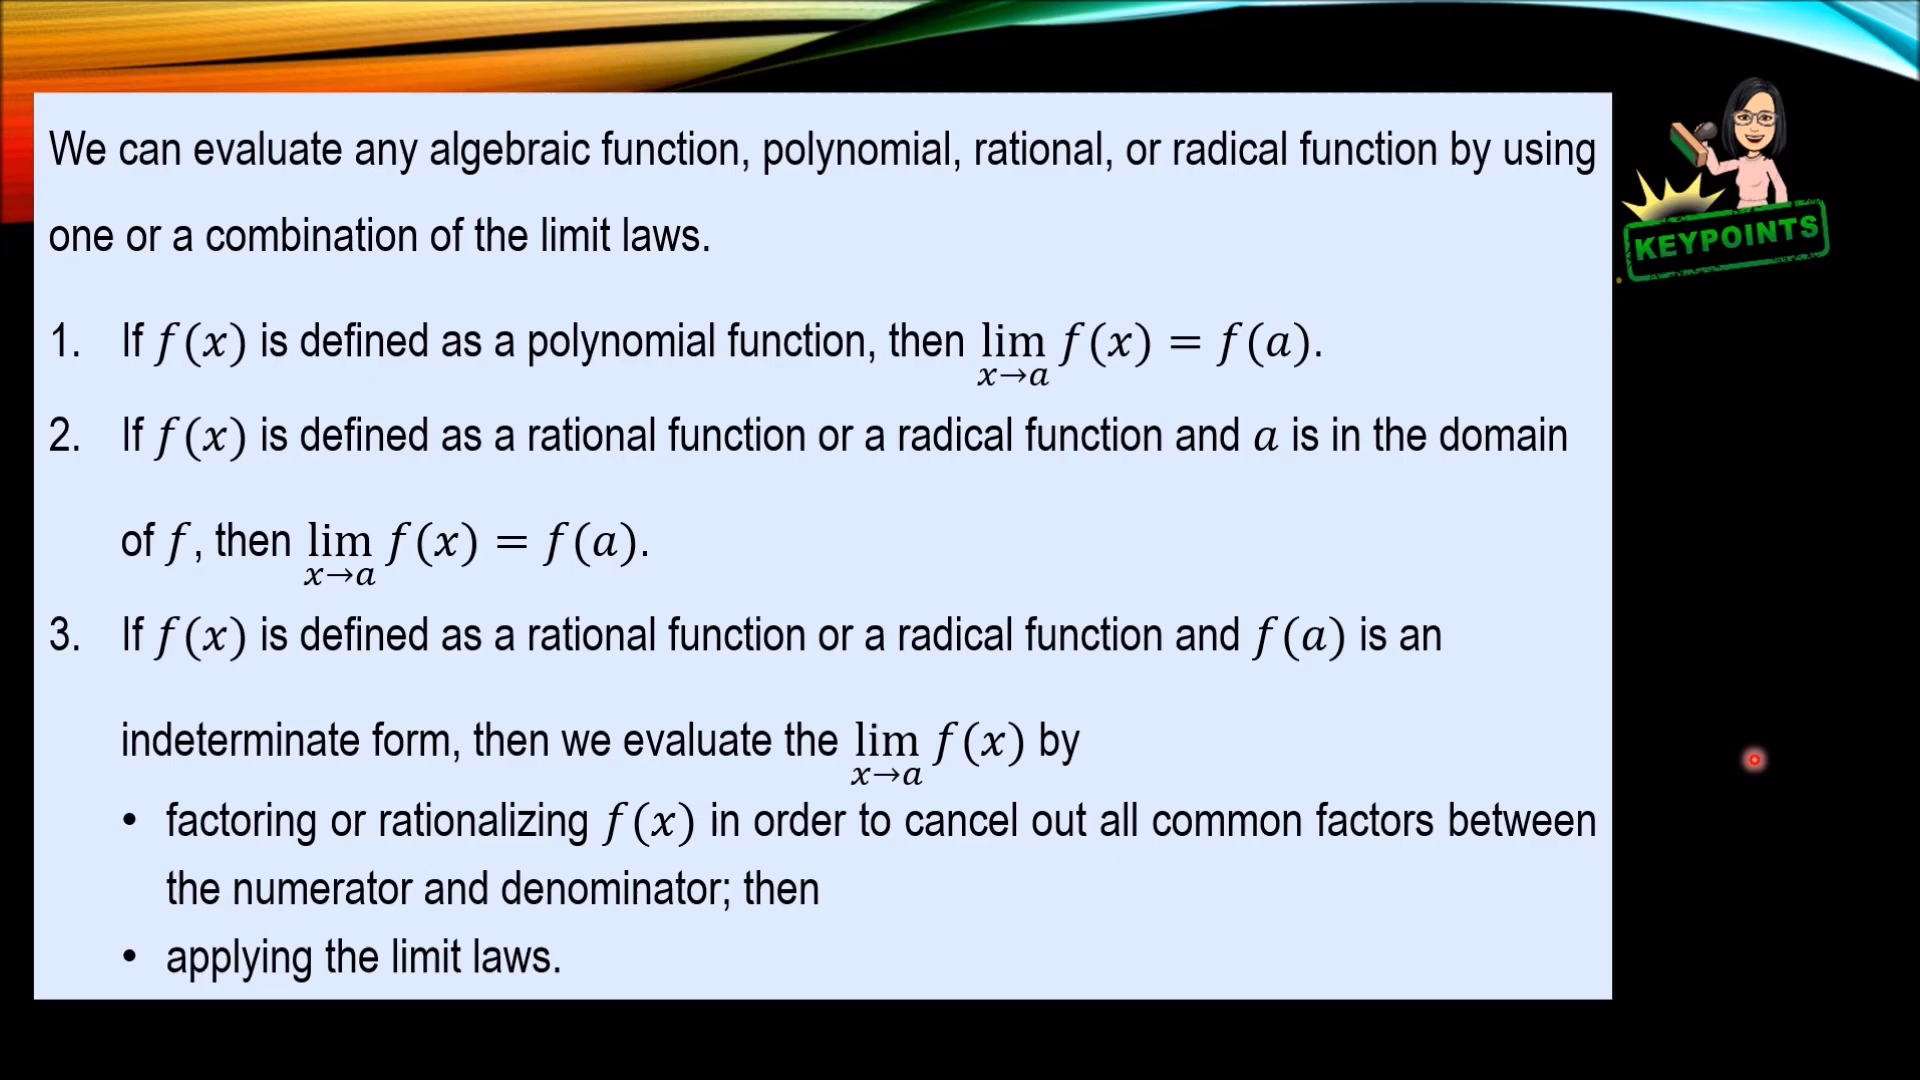 We can evaluate any algebraic function, polynomial, rational, or radical function by using
one or a combination of the limit laws.
1. If f(x) is defined as a polynomial function, then lim x→a f(x) = f(a).
2. If f(x) is defined as a rational function or a radical function and a is in the domain
of f, then lim x→a f(x) = f(a).
3. If f(x) is defined as a rational function or a radical function and f(a) is an
indeterminate form, then we evaluate the lim x→a f(x) by
• factoring or rationalizing f(x) in order to cancel out all common factors between
the numerator and denominator; then
• applying the limit laws.
KEYPOINTS